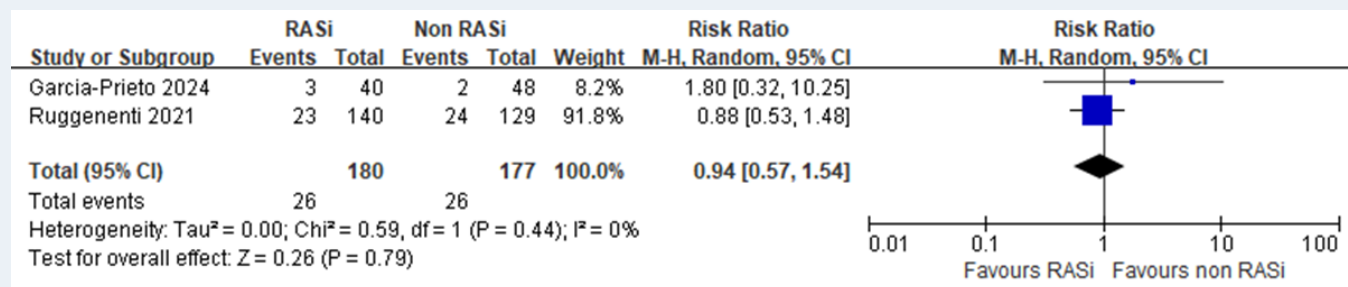 RASi Non RASi Risk Ratio Risk Ratio
Study or Subgroup Events Total Events Total Weight M-H, Random, 95% CI M-H, Random, 95% CI
Garcia-Prieto 2024 3 40 2 48 8.2% 1.80 [0.32, 10.25]
Ruggenenti 2021 23 140 24 129 91.8% 0.88 [0.53, 1.48]
Total (95% CI) 180 177 100.0% 0.94 [0.57, 1.54]
Total events 26 26
Heterogeneity: Tau² = 0.00; Chi² = 0.59, df = 1 (P = 0.44); I² = 0%
Test for overall effect: Z = 0.26 (P = 0.79)
0.01 0.1 1 10 100
Favours RASi Favours non RASi